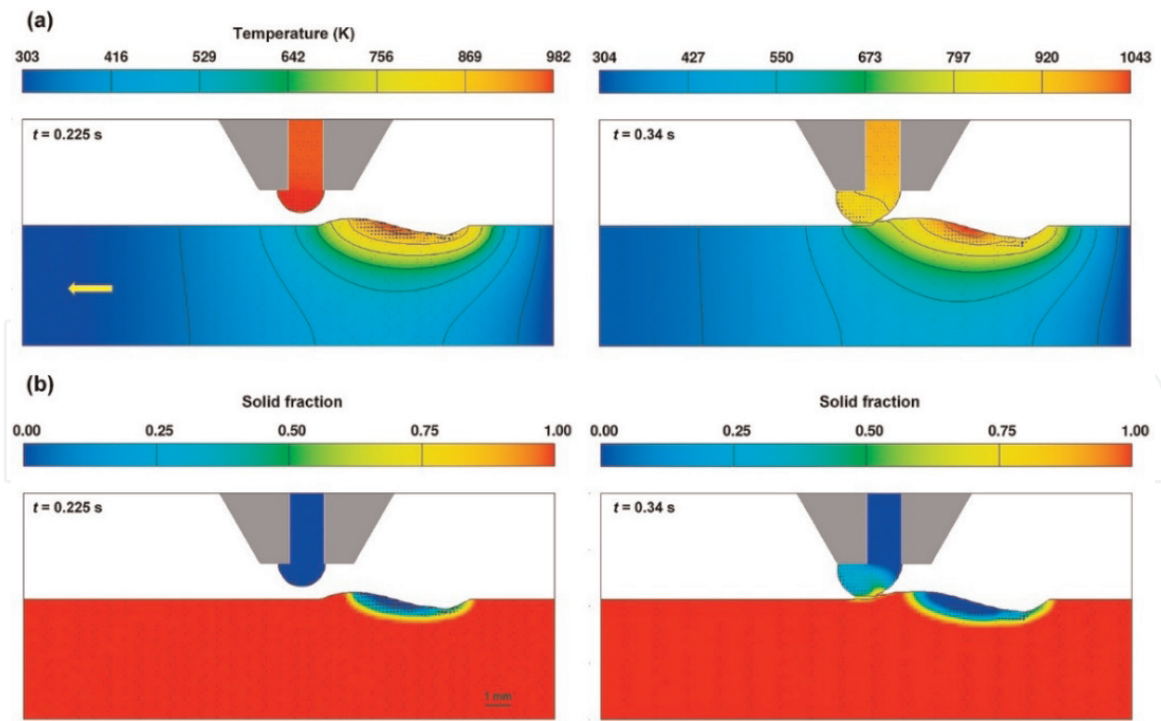 (a)
Temperature (K)
303 416 529 642 756 869 982
304 427 550 673 797 920 1043
t = 0.225 s
t = 0.34 s
(b)
Solid fraction
Solid fraction
0.00 0.25 0.50 0.75 1.00
0.00 0.25 0.50 0.75 1.00
t = 0.225 s
t = 0.34 s
1 mm